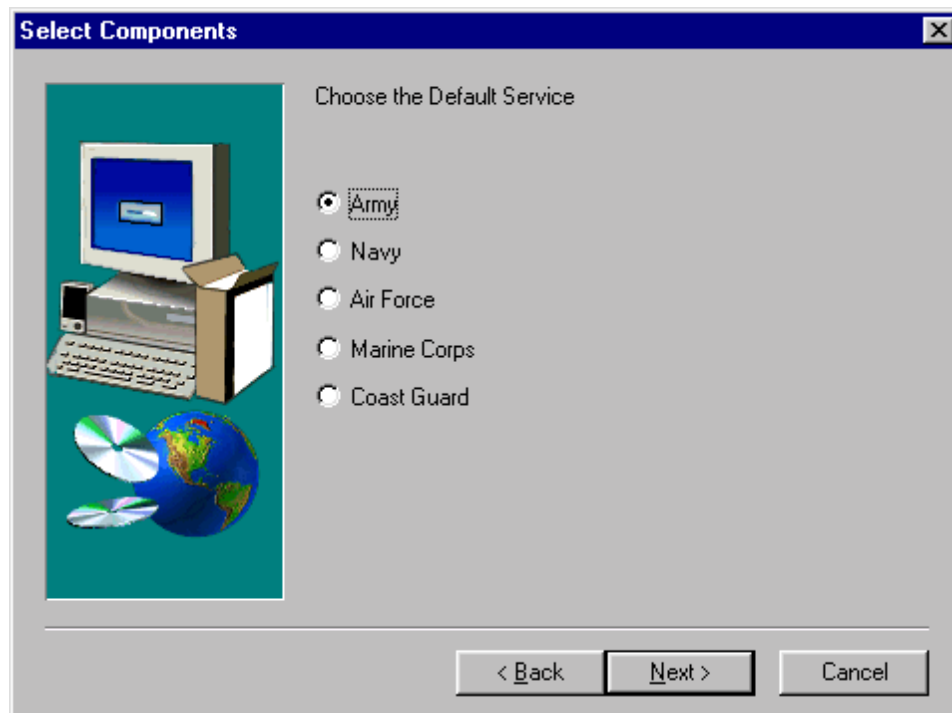 Select Components
Choose the Default Service
Army
Navy
Air Force
Marine Corps
Coast Guard
< Back
Next >
Cancel